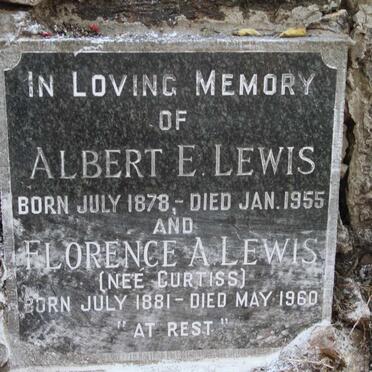 IN LOVING MEMORY
OF
ALBERT E. LEWIS
BORN JULY 1878,- DIED JAN. 1955
AND
FLORENCE A. LEWIS
(NEÉ CURTISS)
BORN JULY 1881 - DIED MAY 1960
"AT REST"